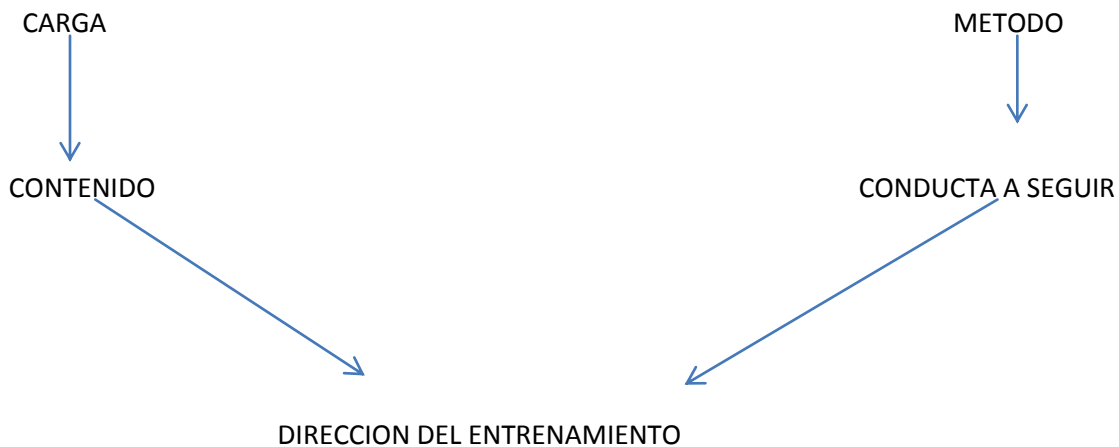 CARGA
METODO
CONTENIDO
CONDUCTA A SEGUIR
DIRECCION DEL ENTRENAMIENTO